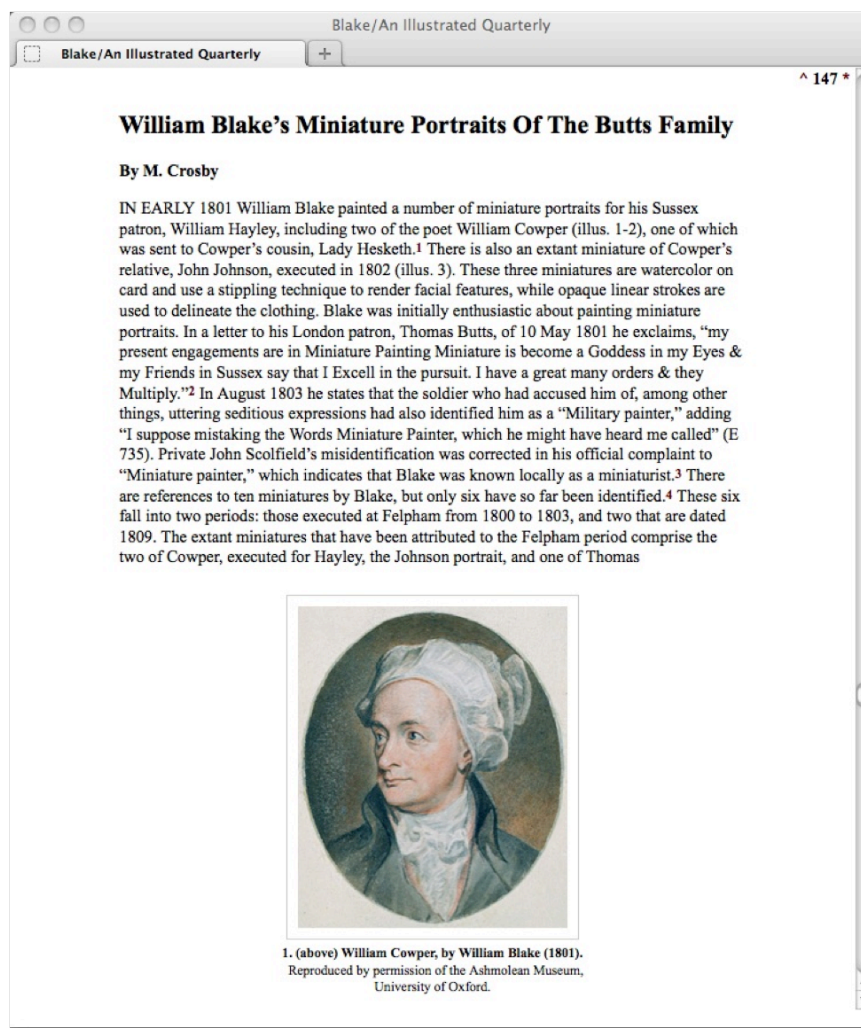 Blake/An Illustrated Quarterly
Blake/An Illustrated Quarterly
^ 147 *
William Blake's Miniature Portraits Of The Butts Family
By M. Crosby
IN EARLY 1801 William Blake painted a number of miniature portraits for his Sussex
patron, William Hayley, including two of the poet William Cowper (illus. 1-2), one of which
was sent to Cowper's cousin, Lady Hesketh.1 There is also an extant miniature of Cowper's
relative, John Johnson, executed in 1802 (illus. 3). These three miniatures are watercolor on
card and use a stippling technique to render facial features, while opaque linear strokes are
used to delineate the clothing. Blake was initially enthusiastic about painting miniature
portraits. In a letter to his London patron, Thomas Butts, of 10 May 1801 he exclaims, “my
present engagements are in Miniature Painting Miniature is become a Goddess in my Eyes &
my Friends in Sussex say that I Excell in the pursuit. I have a great many orders & they
Multiply.”2 In August 1803 he states that the soldier who had accused him of, among other
things, uttering seditious expressions had also identified him as a “Military painter,” adding
“I suppose mistaking the Words Miniature Painter, which he might have heard me called” (E
735). Private John Scolfield's misidentification was corrected in his official complaint to
“Miniature painter,” which indicates that Blake was known locally as a miniaturist.3 There
are references to ten miniatures by Blake, but only six have so far been identified.4 These six
fall into two periods: those executed at Felpham from 1800 to 1803, and two that are dated
1809. The extant miniatures that have been attributed to the Felpham period comprise the
two of Cowper, executed for Hayley, the Johnson portrait, and one of Thomas
1. (above) William Cowper, by William Blake (1801).
Reproduced by permission of the Ashmolean Museum,
University of Oxford.